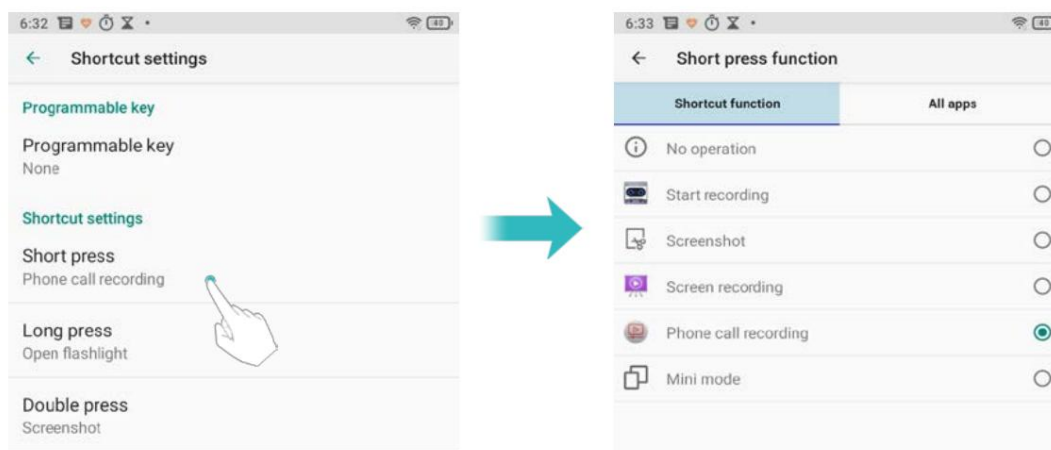 6:32
40
Shortcut settings
Programmable key
Programmable key
None
Shortcut settings
Short press
Phone call recording
Long press
Open flashlight
Double press
Screenshot
6:33
40
Short press function
Shortcut function
All apps
No operation
Start recording
Screenshot
Screen recording
Phone call recording
Mini mode